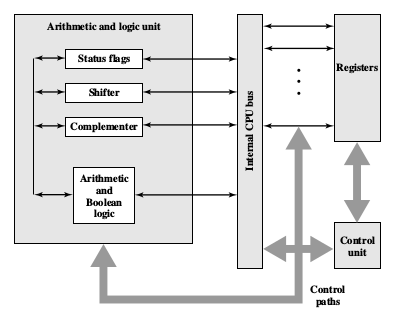 Arithmetic and logic unit
Status flags
Shifter
Complementer
Arithmetic
and
Boolean
logic
Internal CPU bus
Registers
Control
unit
Control
paths